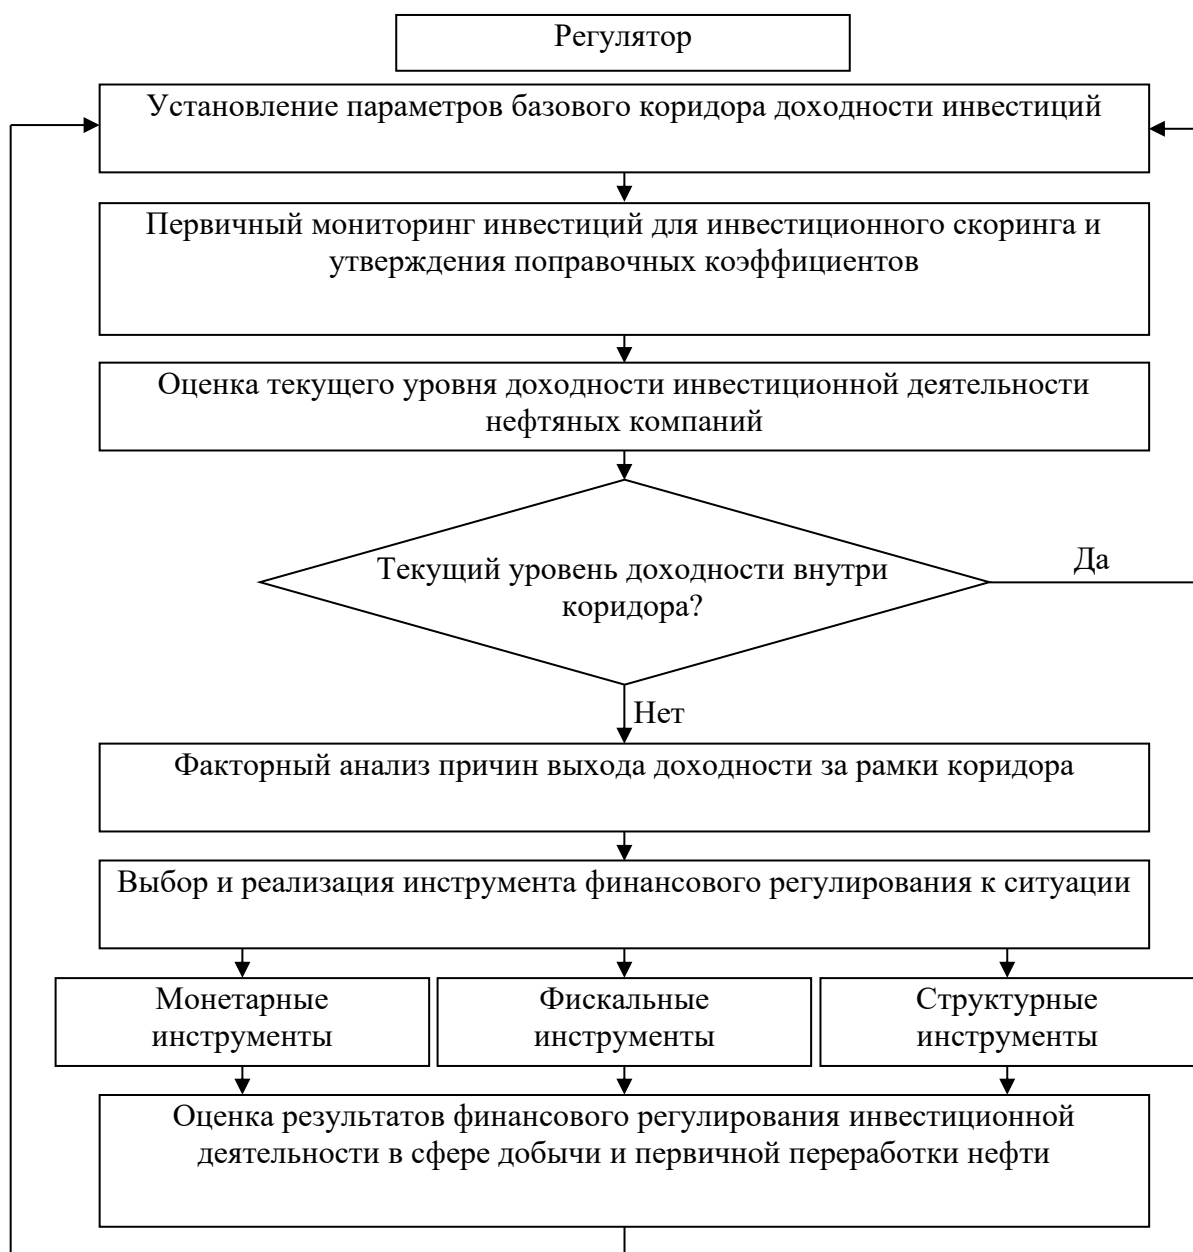 Регулятор
Установление параметров базового коридора доходности инвестиций
Первичный мониторинг инвестиций для инвестиционного скоринга и
утверждения поправочных коэффициентов
Оценка текущего уровня доходности инвестиционной деятельности
нефтяных компаний
Текущий уровень доходности внутри
коридора?
Да
Нет
Факторный анализ причин выхода доходности за рамки коридора
Выбор и реализация инструмента финансового регулирования к ситуации
Монетарные
инструменты
Фискальные
инструменты
Структурные
инструменты
Оценка результатов финансового регулирования инвестиционной
деятельности в сфере добычи и первичной переработки нефти